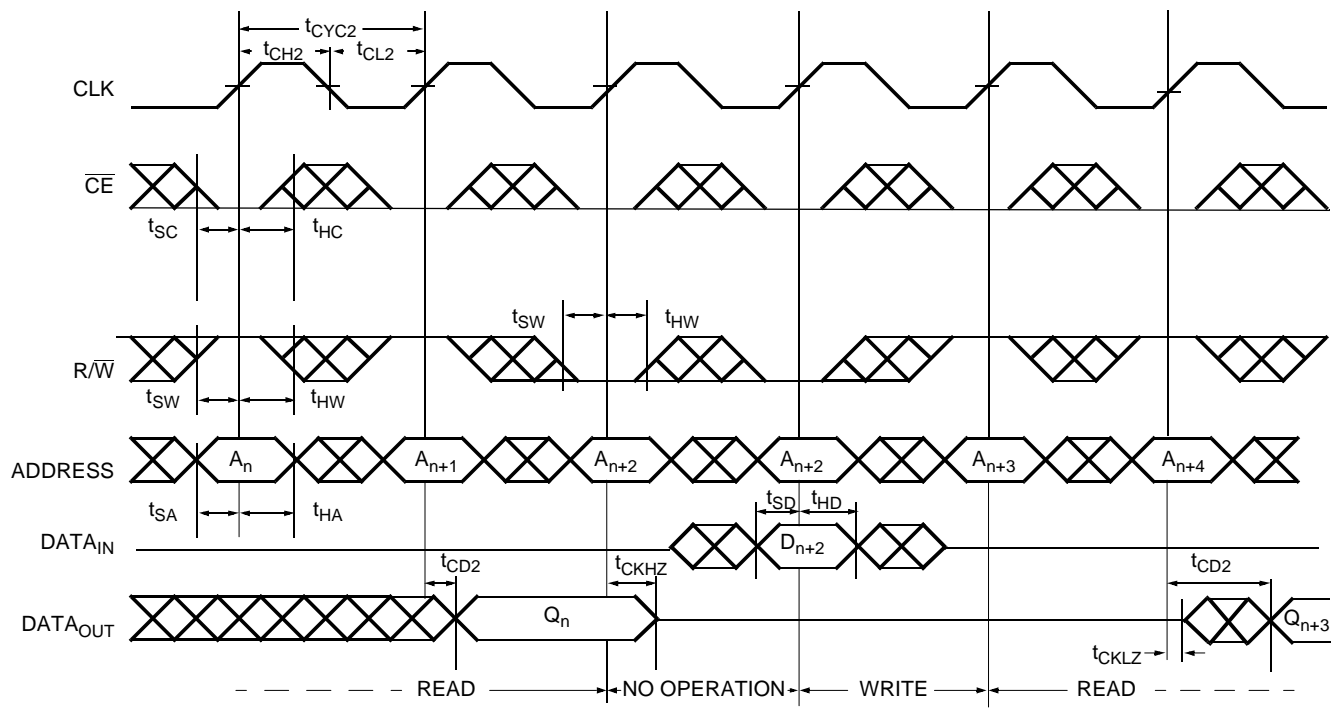 tCYC2
tCH2 tCL2
CLK
CE
tSC tHC
tSW tHW
R/W
tSW tHW
ADDRESS An An+1 An+2 An+2 An+3 An+4
tSA tHA tSD tHD
DATAIN Dn+2
tCD2 tCKHZ tCD2
DATAOUT Qn Qn+3
tCKLZ
READ NO OPERATION WRITE READ